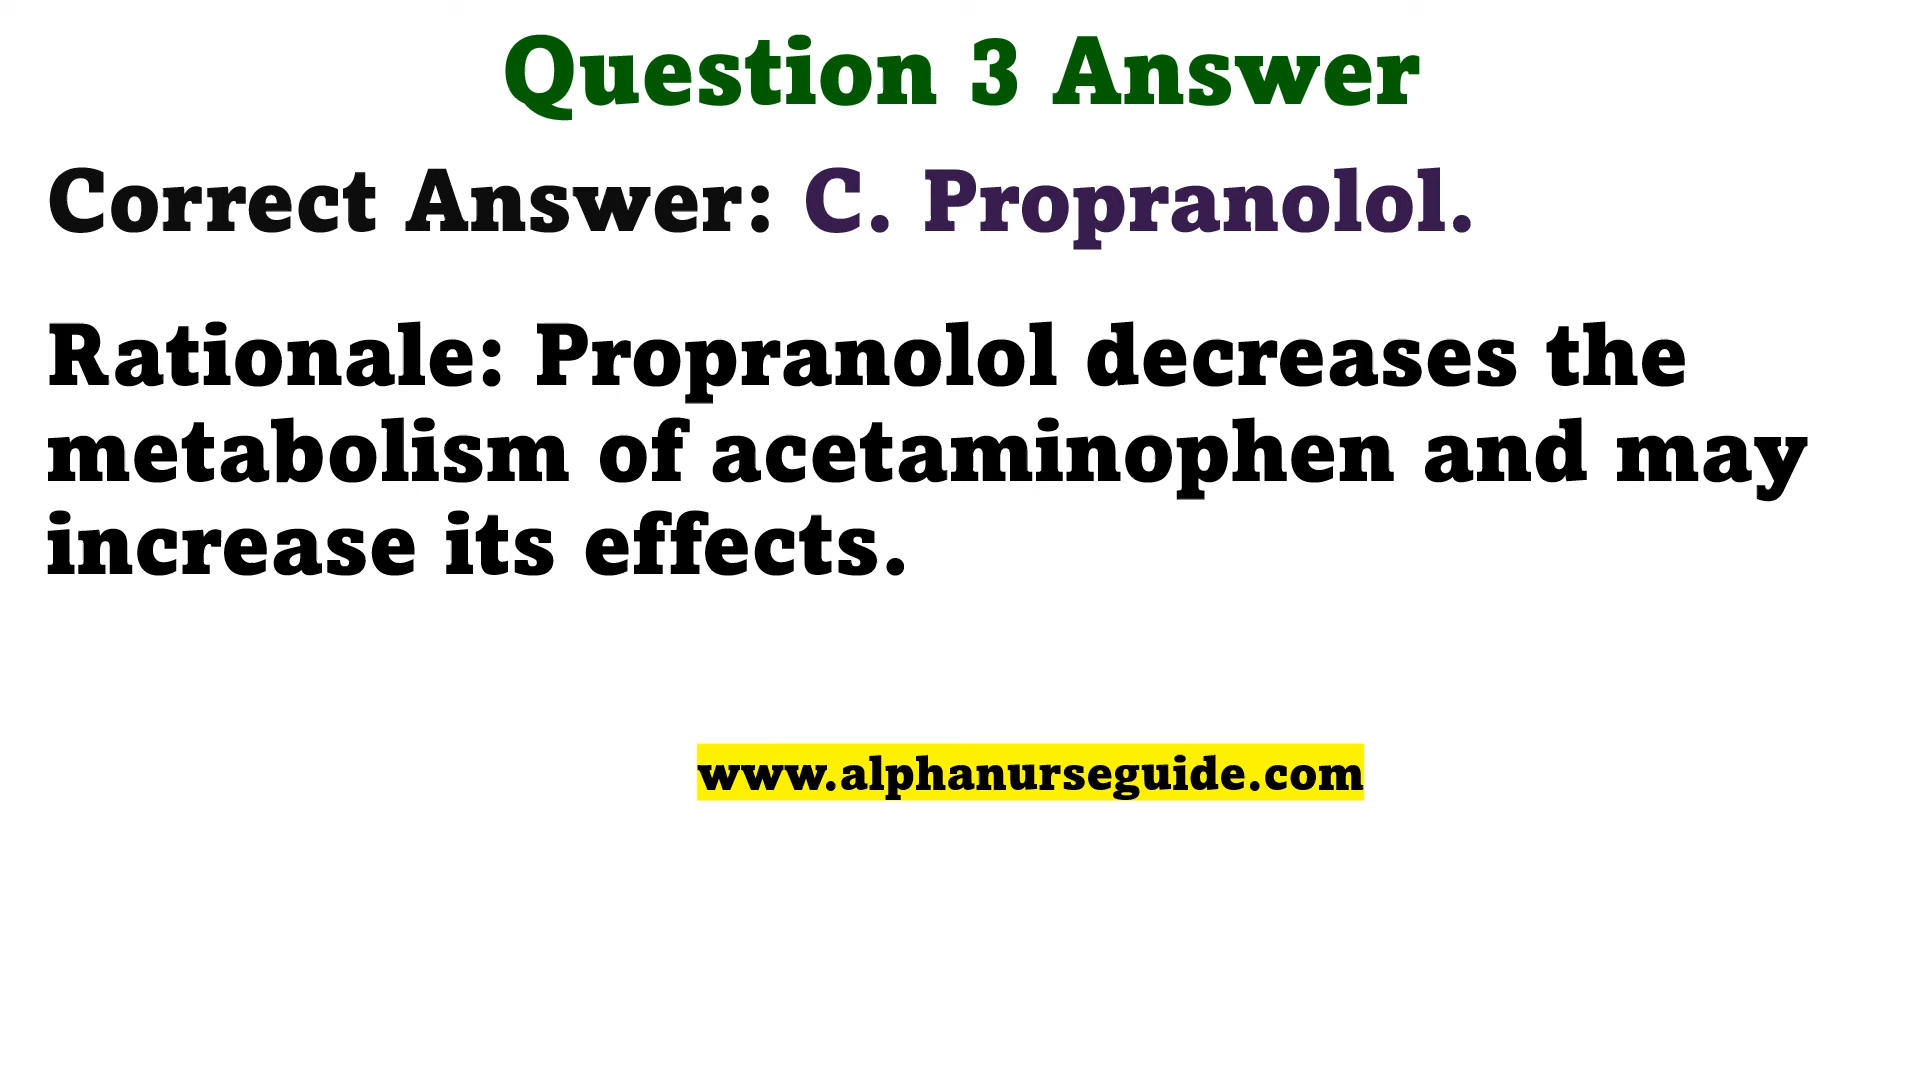 Question 3 Answer
Correct Answer: C. Propranolol.
Rationale: Propranolol decreases the
metabolism of acetaminophen and may
increase its effects.
www.alphanurseguide.com